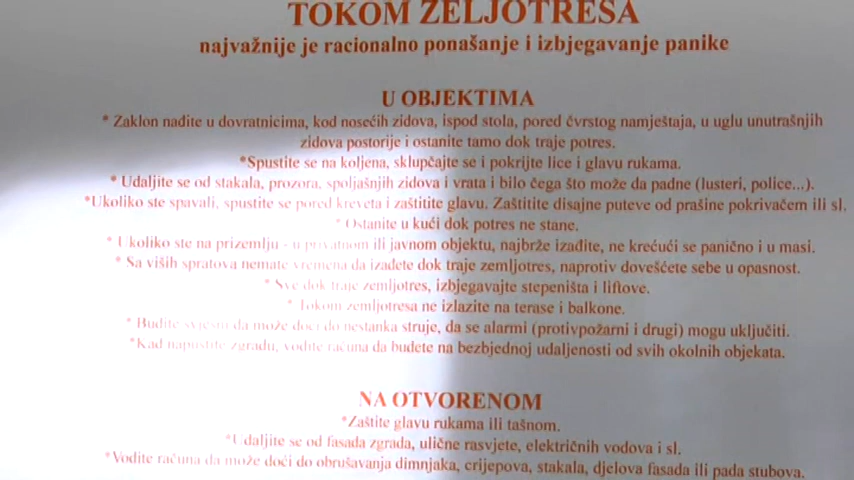 TOKOM ZELJOTRESA
najvažnije je racionalno ponašanje i izbjegavanje panike
U OBJEKTIMA
* Zaklon nađite u dovratnicima, kod nosećih zidova, ispod stola, pored čvrstog namještaja, u uglu unutrašnjih
zidova postorije i ostanite tamo dok traje potres.
*Spustite se na koljena, sklupčajte se i pokrijte lice i glavu rukama.
* Udaljite se od stakala, prozora, spoljašnjih zidova i vrata i bilo čega što može da padne (lusteri, police...).
*Ukoliko ste spavali, spustite se pored kreveta i zaštitite glavu. Zaštitite disajne puteve od prašine pokrivačem ili sl.
* Ostanite u kući dok potres ne stane.
* Ukoliko ste na prizemlju - u privatnom ili javnom objektu, najbrže izađite, ne krećući se panično i u masi.
* Sa viših spratova nemate vremena da izađete dok traje zemljotres, naprotiv dovešćete sebe u opasnost.
* Sve dok traje zemljotres, izbjegavajte stepeništa i liftove.
* Tokom zemljotresa ne izlazite na terase i balkone.
* Budite svjesni da može doći do nestanka struje, da se alarmi (protivpožarni i drugi) mogu uključiti.
*Kad napustite zgradu, vodite računa da budete na bezbjednoj udaljenosti od svih okolnih objekata.
NA OTVORENOM
*Zaštite glavu rukama ili tašnom.
*Udaljite se od fasada zgrada, ulične rasvjete, električnih vodova i sl.
*Vodite računa da može doći do obrušavanja dimnjaka, crijepova, stakala, djelova fasada ili pada stubova.